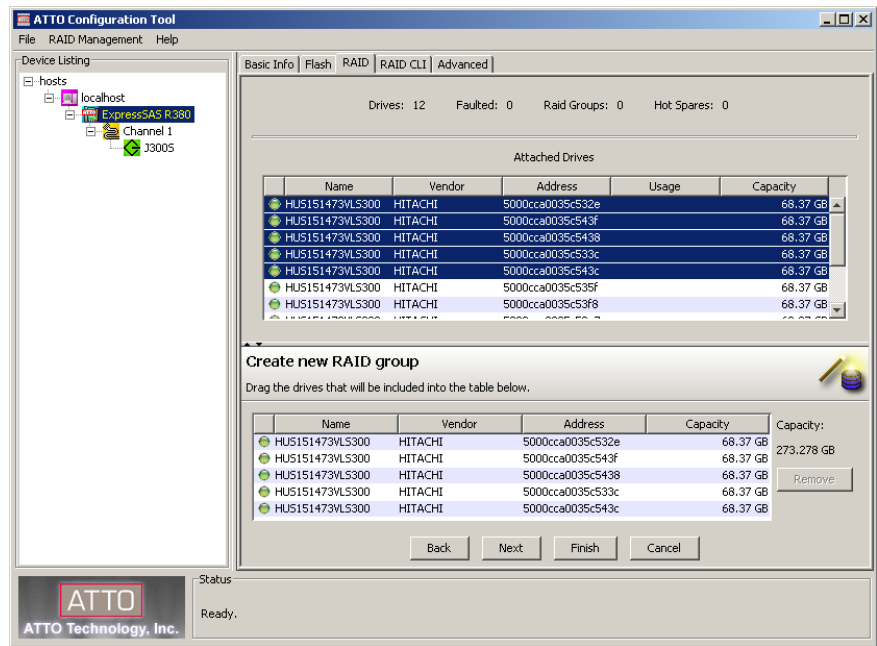 ATTO Configuration Tool
File RAID Management Help
Device Listing
hosts
localhost
ExpressSAS R380
Channel 1
J300S
Basic Info Flash RAID RAID CLI Advanced
Drives: 12 Faulted: 0 Raid Groups: 0 Hot Spares: 0
Attached Drives
Name Vendor Address Usage Capacity
HUS151473VLS300 HITACHI 5000cca0035c532e 68.37 GB
HUS151473VLS300 HITACHI 5000cca0035c543f 68.37 GB
HUS151473VLS300 HITACHI 5000cca0035c5438 68.37 GB
HUS151473VLS300 HITACHI 5000cca0035c533c 68.37 GB
HUS151473VLS300 HITACHI 5000cca0035c543c 68.37 GB
HUS151473VLS300 HITACHI 5000cca0035c535f 68.37 GB
HUS151473VLS300 HITACHI 5000cca0035c53f8 68.37 GB
Create new RAID group
Drag the drives that will be included into the table below.
Name Vendor Address Capacity
HUS151473VLS300 HITACHI 5000cca0035c532e 68.37 GB
HUS151473VLS300 HITACHI 5000cca0035c543f 68.37 GB
HUS151473VLS300 HITACHI 5000cca0035c5438 68.37 GB
HUS151473VLS300 HITACHI 5000cca0035c533c 68.37 GB
HUS151473VLS300 HITACHI 5000cca0035c543c 68.37 GB
Capacity:
273.278 GB
Remove
Back Next Finish Cancel
ATTO
ATTO Technology, Inc.
Status
Ready.